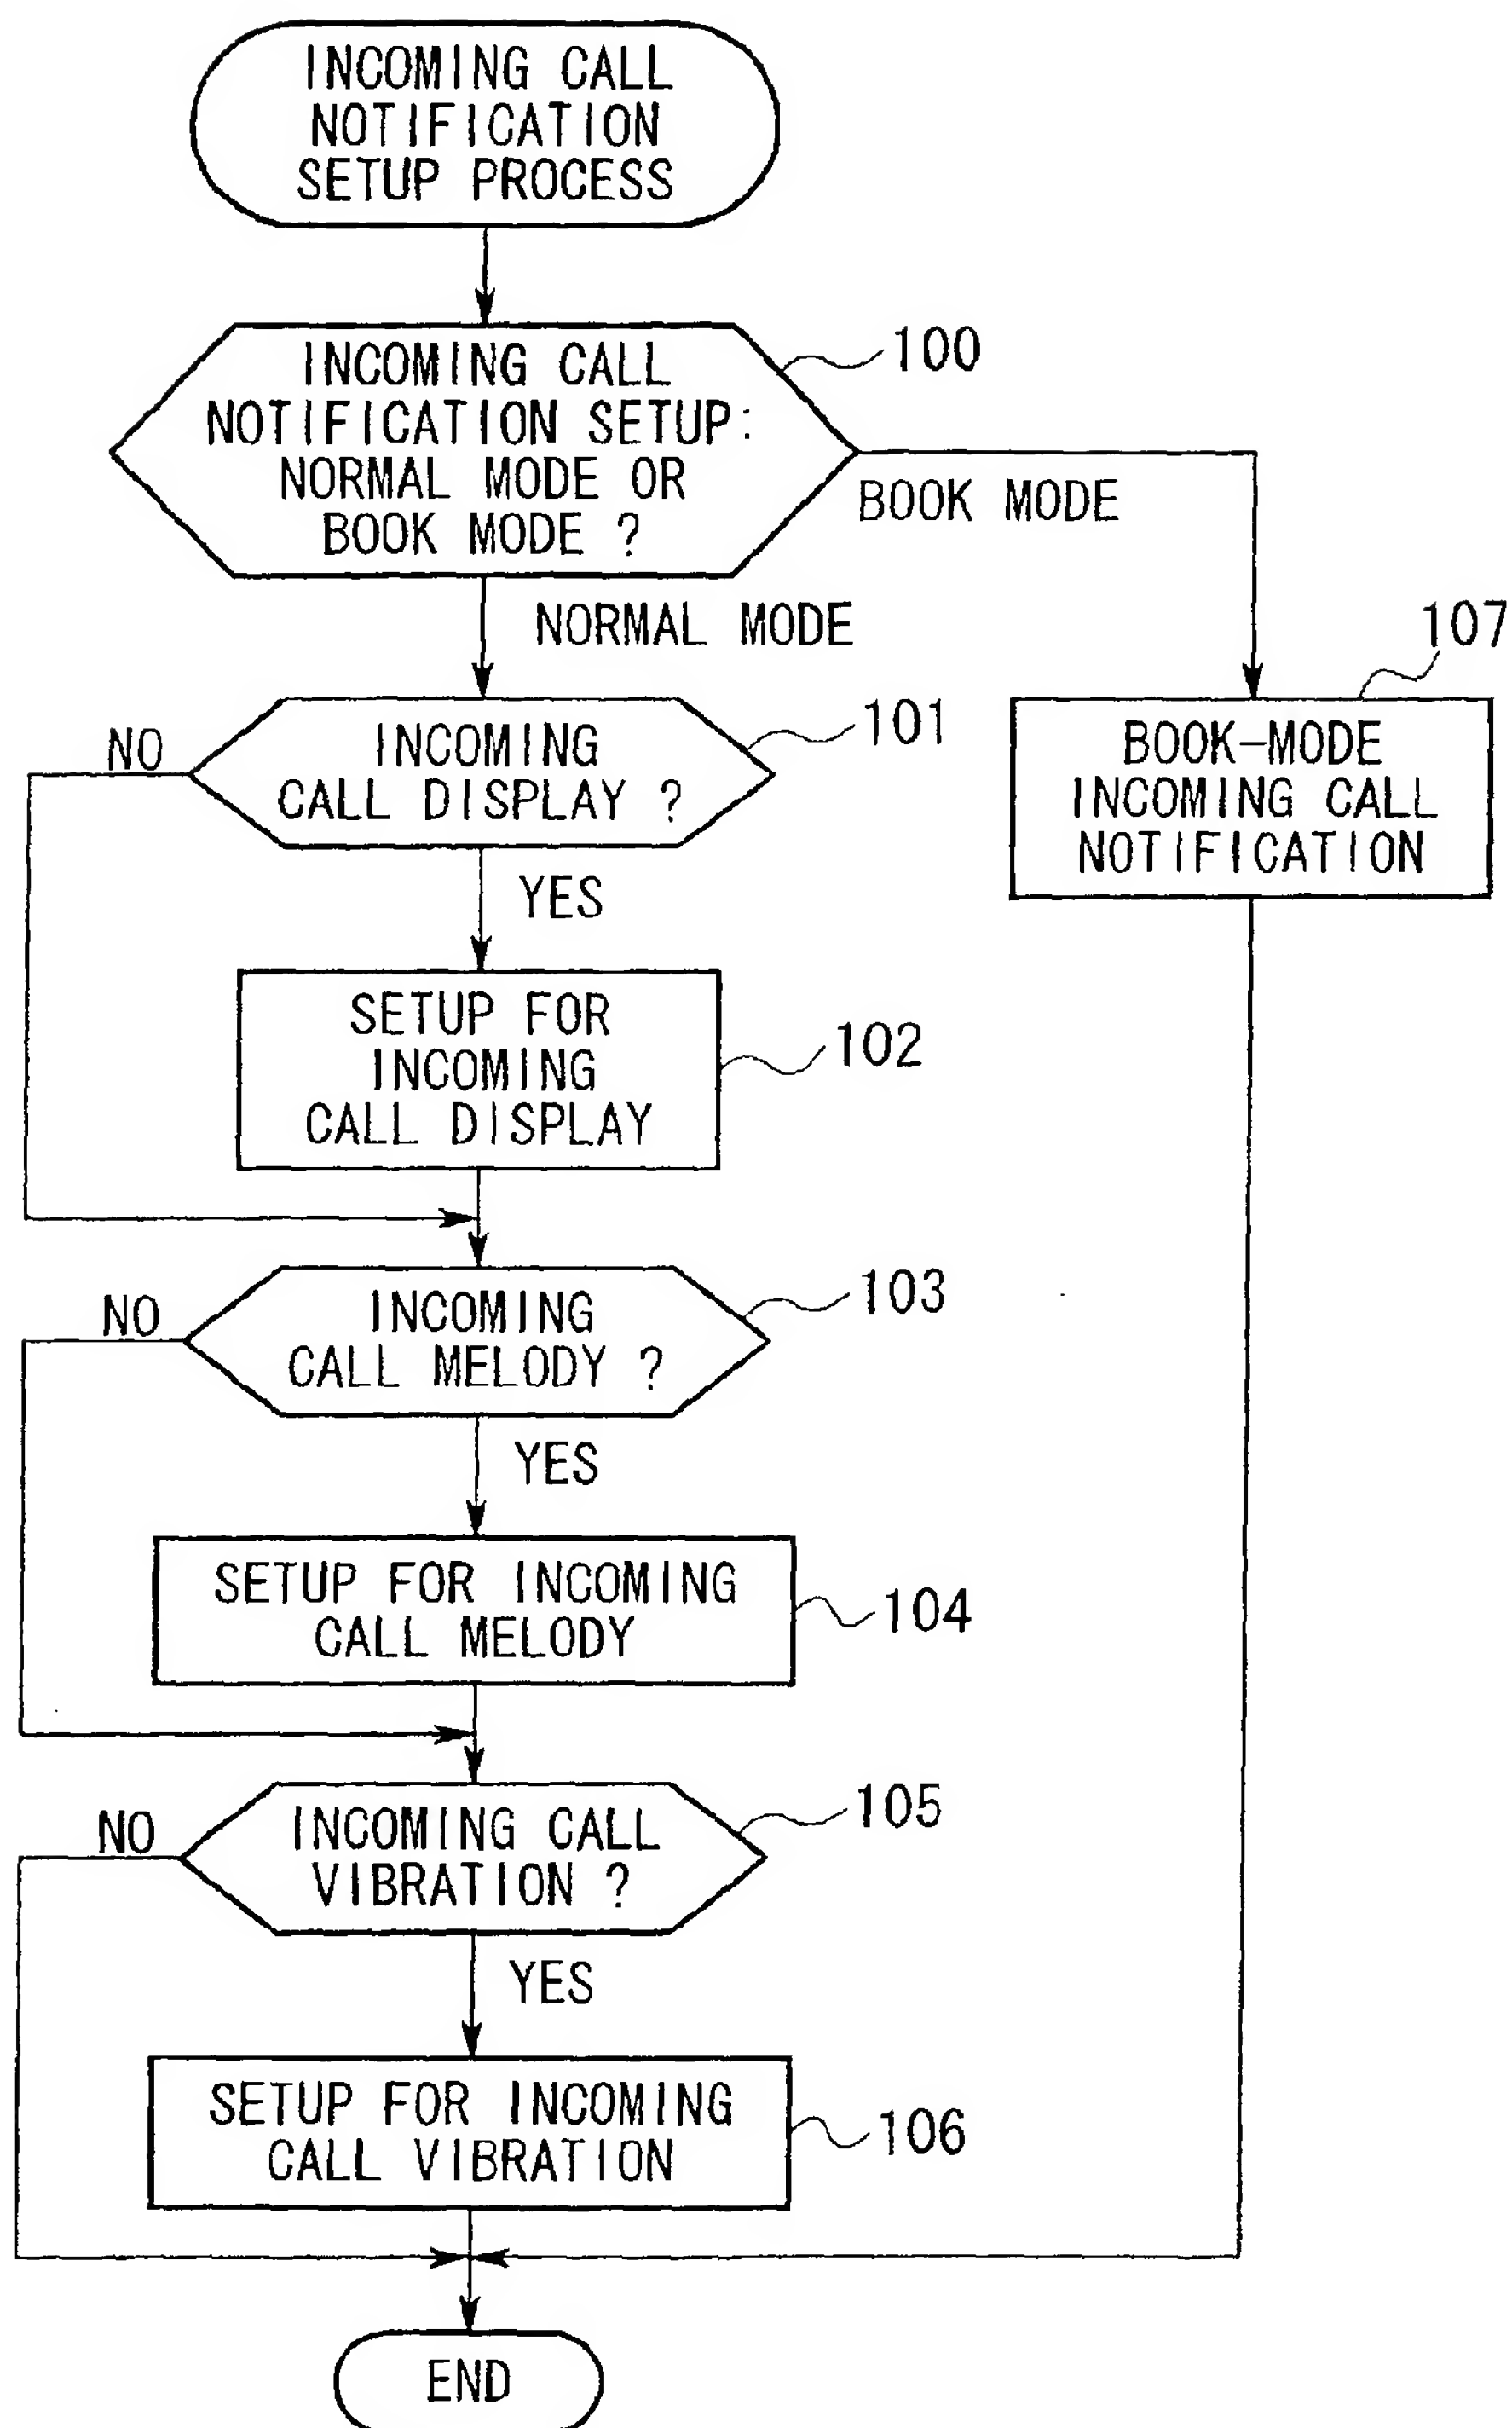 INCOMING CALL
NOTIFICATION
SETUP PROCESS
INCOMING CALL
NOTIFICATION SETUP:
NORMAL MODE OR
BOOK MODE ?
100
BOOK MODE
NORMAL MODE
107
BOOK-MODE
INCOMING CALL
NOTIFICATION
NO
INCOMING
CALL DISPLAY ?
101
YES
SETUP FOR
INCOMING
CALL DISPLAY
102
NO
INCOMING
CALL MELODY ?
103
YES
SETUP FOR INCOMING
CALL MELODY
104
NO
INCOMING CALL
VIBRATION ?
105
YES
SETUP FOR INCOMING
CALL VIBRATION
106
END